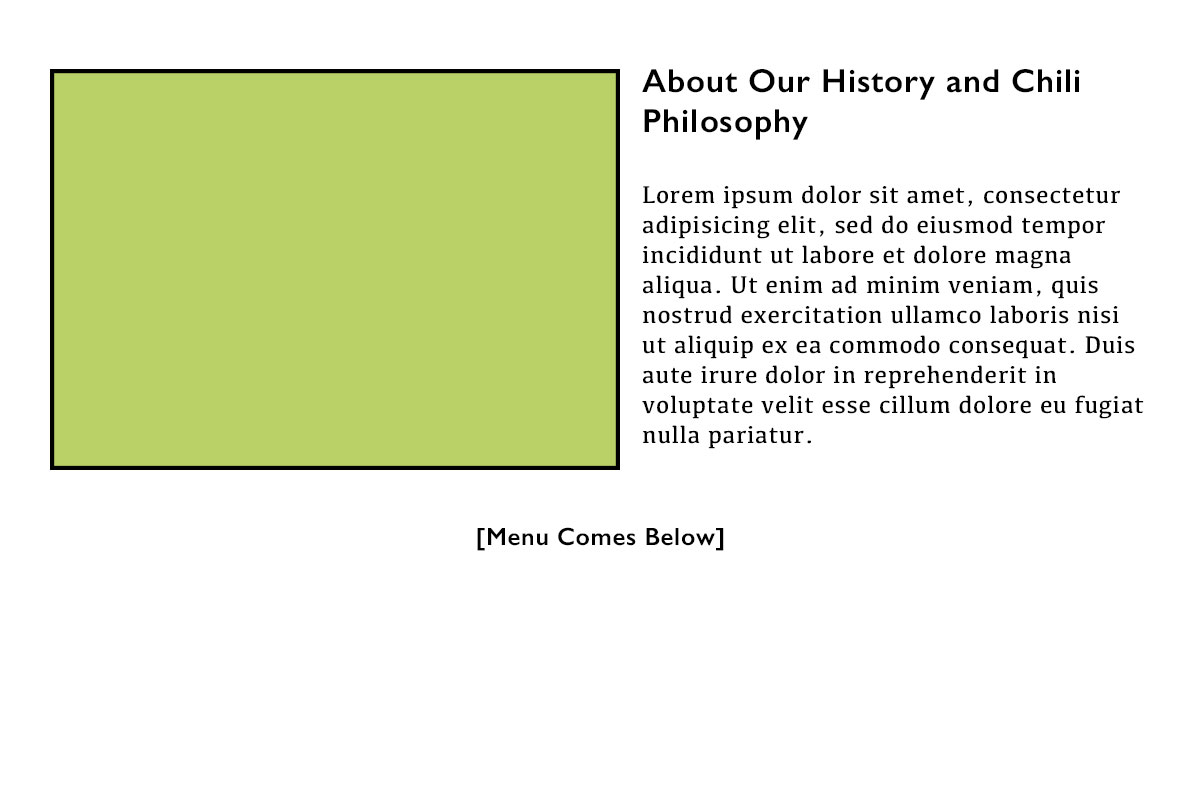 About Our History and Chili
Philosophy
Lorem ipsum dolor sit amet, consectetur
adipisicing elit, sed do eiusmod tempor
incididunt ut labore et dolore magna
aliqua. Ut enim ad minim veniam, quis
nostrud exercitation ullamco laboris nisi
ut aliquip ex ea commodo consequat. Duis
aute irure dolor in reprehenderit in
voluptate velit esse cillum dolore eu fugiat
nulla pariatur.
[Menu Comes Below]